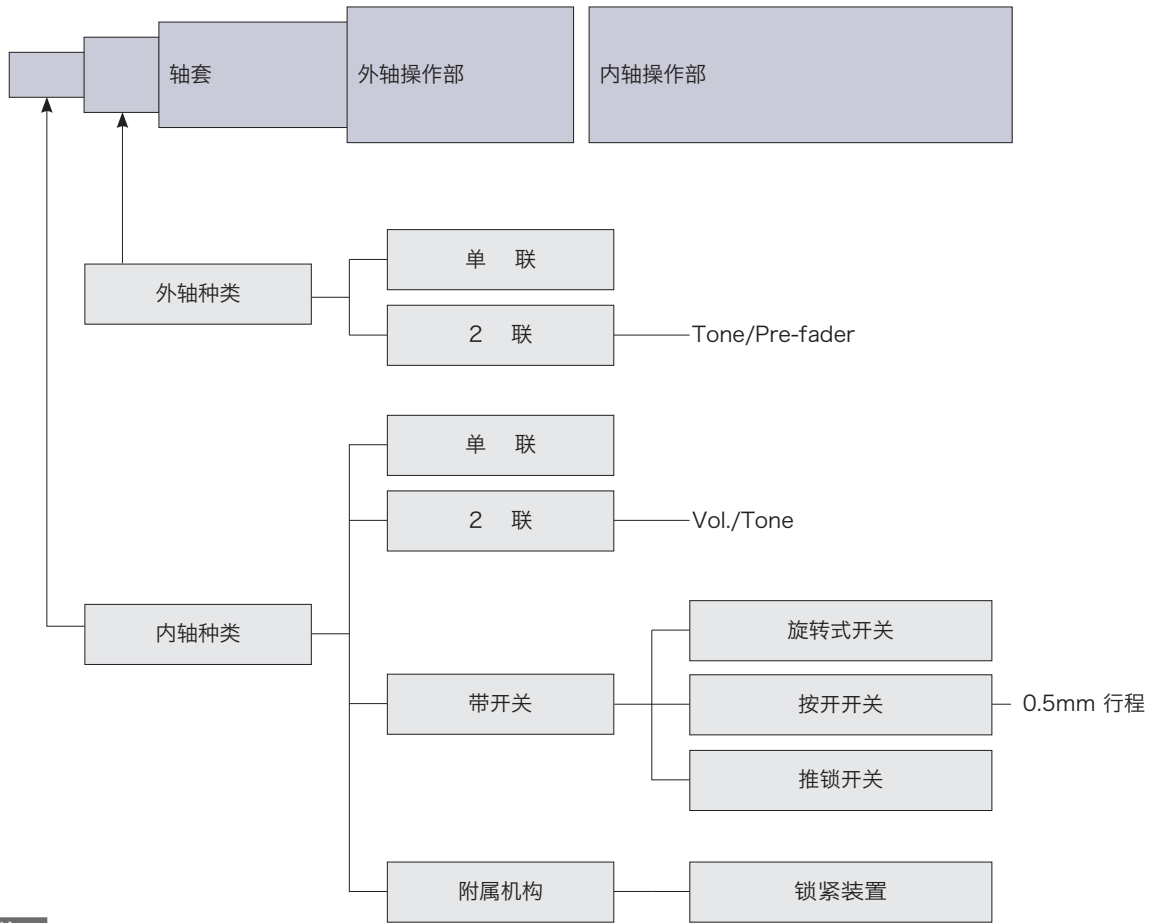 轴套
外轴操作部
内轴操作部
单 联
外轴种类
2 联
Tone/Pre-fader
单 联
2 联
Vol./Tone
内轴种类
旋转式开关
带开关
按开开关
0.5mm 行程
推锁开关
附属机构
锁紧装置